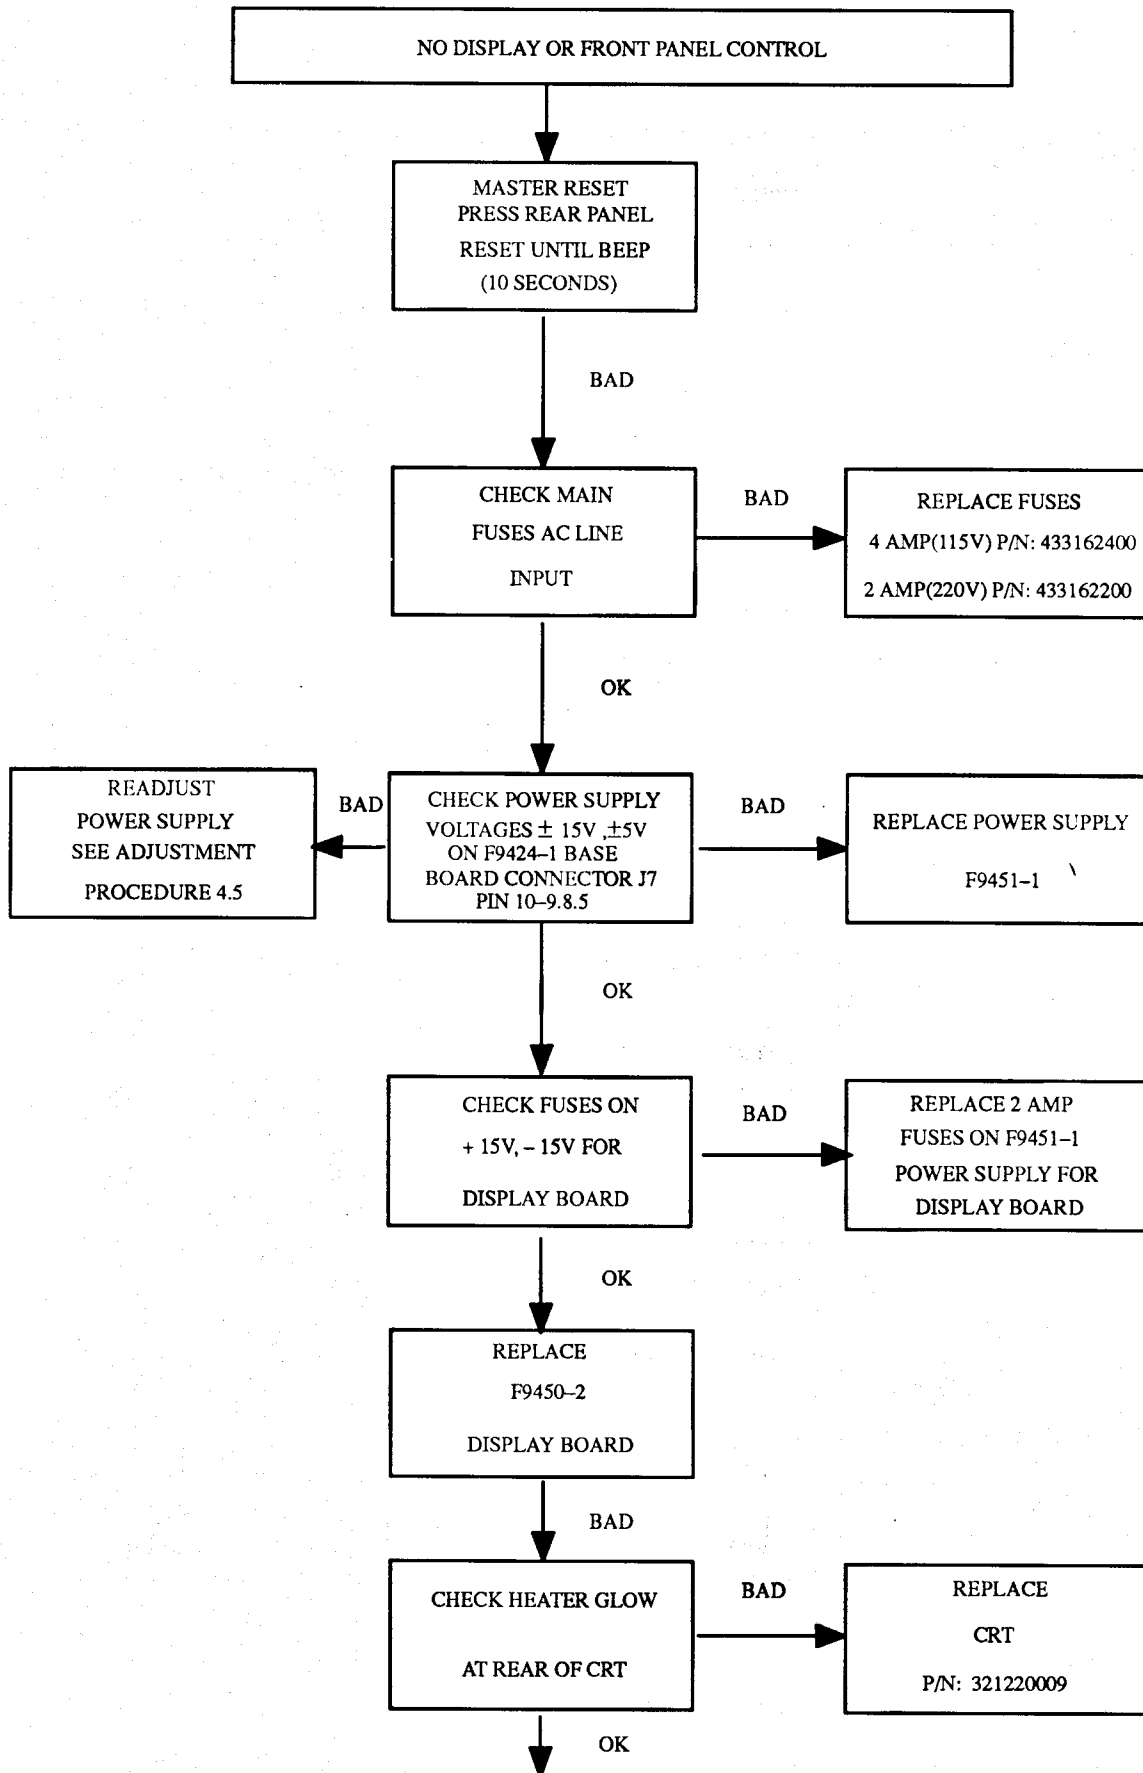 NO DISPLAY OR FRONT PANEL CONTROL
MASTER RESET
PRESS REAR PANEL
RESET UNTIL BEEP
(10 SECONDS)
BAD
CHECK MAIN
FUSES AC LINE
INPUT
BAD
REPLACE FUSES
4 AMP(115V) P/N: 433162400
2 AMP(220V) P/N: 433162200
OK
READJUST
POWER SUPPLY
SEE ADJUSTMENT
PROCEDURE 4.5
BAD
CHECK POWER SUPPLY
VOLTAGES ± 15V ,±5V
ON F9424–1 BASE
BOARD CONNECTOR J7
PIN 10–9.8.5
BAD
REPLACE POWER SUPPLY
F9451–1
OK
CHECK FUSES ON
+ 15V, – 15V FOR
DISPLAY BOARD
BAD
REPLACE 2 AMP
FUSES ON F9451–1
POWER SUPPLY FOR
DISPLAY BOARD
OK
REPLACE
F9450–2
DISPLAY BOARD
BAD
CHECK HEATER GLOW
AT REAR OF CRT
BAD
REPLACE
CRT
P/N: 321220009
OK